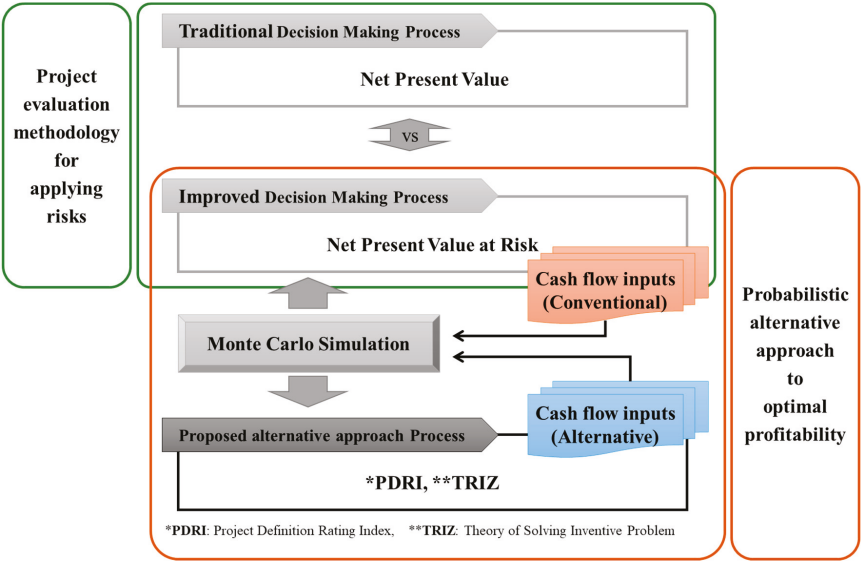 Project
evaluation
methodology
for
applying
risks
Traditional Decision Making Process
Net Present Value
VS
Improved Decision Making Process
Net Present Value at Risk
Cash flow inputs
(Conventional)
Monte Carlo Simulation
Cash flow inputs
(Alternative)
Proposed alternative approach Process
*PDRI, **TRIZ
*PDRI: Project Definition Rating Index, **TRIZ: Theory of Solving Inventive Problem
Probabilistic
alternative
approach
to
optimal
profitability